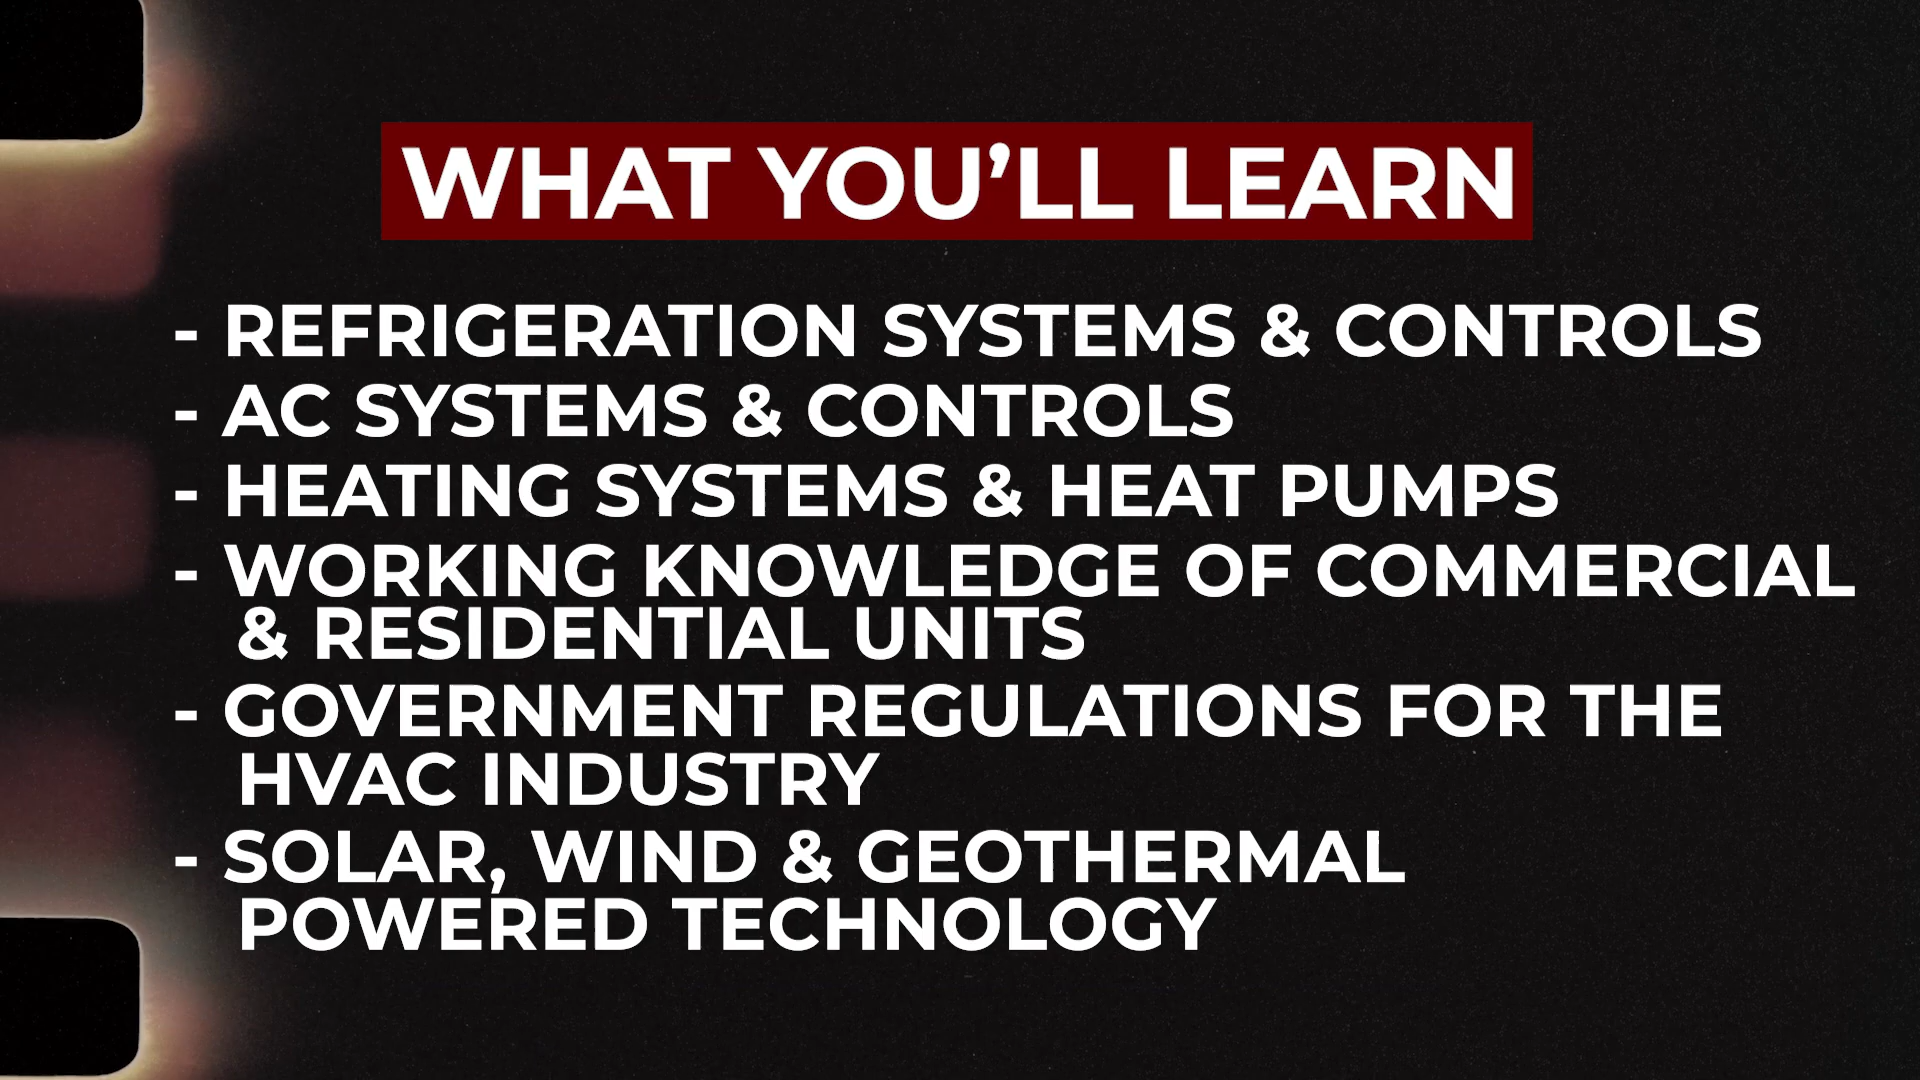 WHAT YOU’LL LEARN
- REFRIGERATION SYSTEMS & CONTROLS
- AC SYSTEMS & CONTROLS
- HEATING SYSTEMS & HEAT PUMPS
- WORKING KNOWLEDGE OF COMMERCIAL
& RESIDENTIAL UNITS
- GOVERNMENT REGULATIONS FOR THE
HVAC INDUSTRY
- SOLAR, WIND & GEOTHERMAL
POWERED TECHNOLOGY